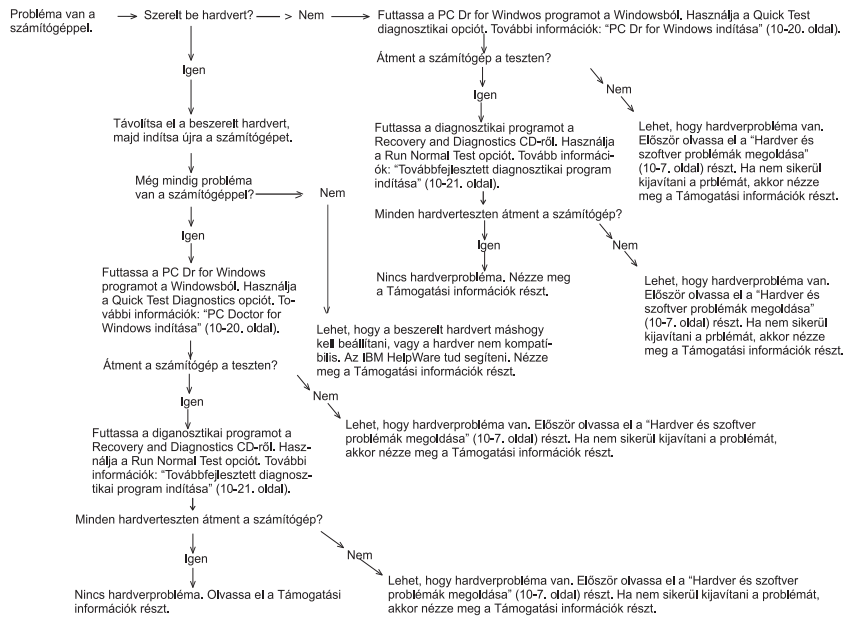 Probléma van a
számítógéppel.
Szerelt be hardvert?
Nem
Futtassa a PC Dr for Windwos programot a Windowsból. Használja a Quick Test
diagnosztikai opciót. További információk: “PC Dr for Windows indítása” (10-20. oldal).
Igen
Átment a számítógép a teszten?
Nem
Igen
Távolítsa el a beszerelt hardvert,
majd indítsa újra a számítógépet.
Futtassa a diagnosztikai programot a
Recovery and Diagnostics CD-ről. Használja
a Run Normal Test opciót. Tovább informáci-
ók: “Továbbfejlesztett diagnosztikai program
indítása” (10-21. oldal).
Lehet, hogy hardverprobléma van.
Először olvassa el a “Hardver és
szoftver problémák megoldása”
(10-7. oldal) részt. Ha nem sikerül
kijavítani a prblémát, akkor nézze
meg a Támogatási információk részt.
Még mindig probléma
van a számítógéppel?
Nem
Minden hardverteszten átment a számítógép?
Igen
Igen
Nem
Nincs hardverprobléma. Nézze meg
a Támogatási információk részt.
Lehet, hogy hardverprobléma van.
Először olvassa el a “Hardver és
szoftver problémák megoldása”
(10-7. oldal) részt. Ha nem sikerül
kijavítani a prblémát, akkor nézze
meg a Támogatási információk részt.
Futtassa a PC Dr for Windows
programot a Windowsból. Használja
a Quick Test Diagnostics opciót. To-
vábbi információk: “PC Doctor for
Windows indítása” (10-20. oldal).
Lehet, hogy a beszerelt hardvert máshogy
kell beállítani, vagy a hardver nem kompatí-
bilis. Az IBM HelpWare tud segíteni. Nézze
meg a Támogatási információk részt.
Átment a számítógép a teszten?
Nem
Igen
Lehet, hogy hardverprobléma van. Először olvassa el a “Hardver és szoftver
problémák megoldása” (10-7. oldal) részt. Ha nem sikerül kijavítani a problémát,
akkor nézze meg a Támogatási információk részt.
Futtassa a diganosztikai programot a
Recovery and Diagnostics CD-ről. Hasz-
nálja a Run Normal Test opciót. További
információk: “Továbbfejlesztett diagnosz-
tikai program indítása” (10-21. oldal).
Minden hardverteszten átment a számítógép?
Nem
Igen
Nincs hardverprobléma. Olvassa el a Támogatási
információk részt.
Lehet, hogy hardverprobléma van. Először olvassa el a “Hardver és szoftver
problémák megoldása” (10-7. oldal) részt. Ha nem sikerül kijavítani a problémát,
akkor nézze meg a Támogatási információk részt.